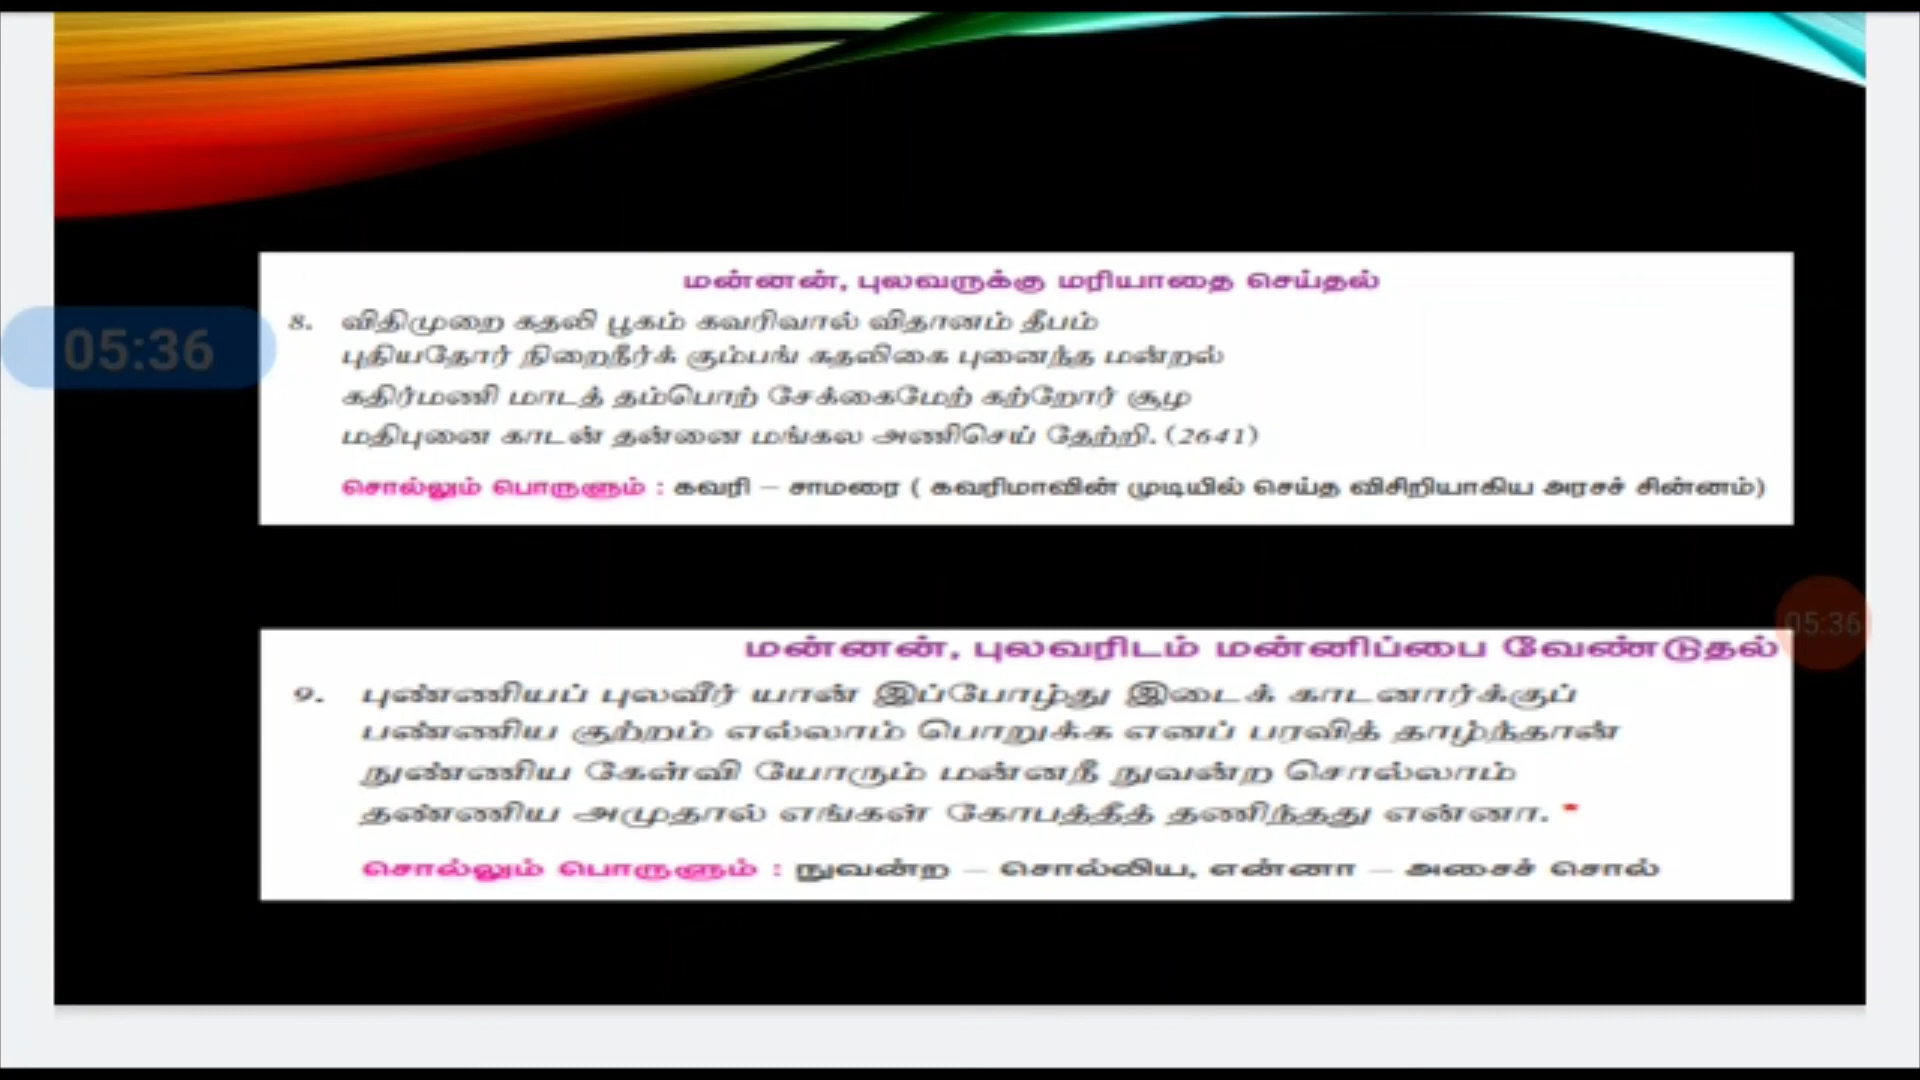 மன்னன், புலவருக்கு மரியாதை செய்தல்
8. விதிமுறை கதலி பூகம் கவரிவால் விதானம் தீபம்
புதியதோர் நிறைநீர்க் கும்பங் கதலிகை புனைந்த மன்றல்
கதிர்மணி மாடத் தம்பொற் சேக்கைமேற் கற்றோர் சூழ
மதிபுனை காடன் தன்னை மங்கல அணிசெய் தேற்றி. (2641)
சொல்லும் பொருளும் : கவரி – சாமரை ( கவரிமாவின் முடியில் செய்த விசிறியாகிய அரசச் சின்னம்)
05:36
05:36
மன்னன், புலவரிடம் மன்னிப்பை வேண்டுதல்
9. புண்ணியப் புலவீர் யான் இப்போழ்து இடைக் காடனார்க்குப்
பண்ணிய குற்றம் எல்லாம் பொறுக்க எனப் பரவித் தாழ்ந்தான்
நுண்ணிய கேள்வி யோரும் மன்னநீ நுவன்ற சொல்லாம்
தண்ணிய அமுதால் எங்கள் கோபத்தீத் தணிந்தது என்னா. *
சொல்லும் பொருளும் : நுவன்ற – சொல்லிய, என்னா – அசைச் சொல்